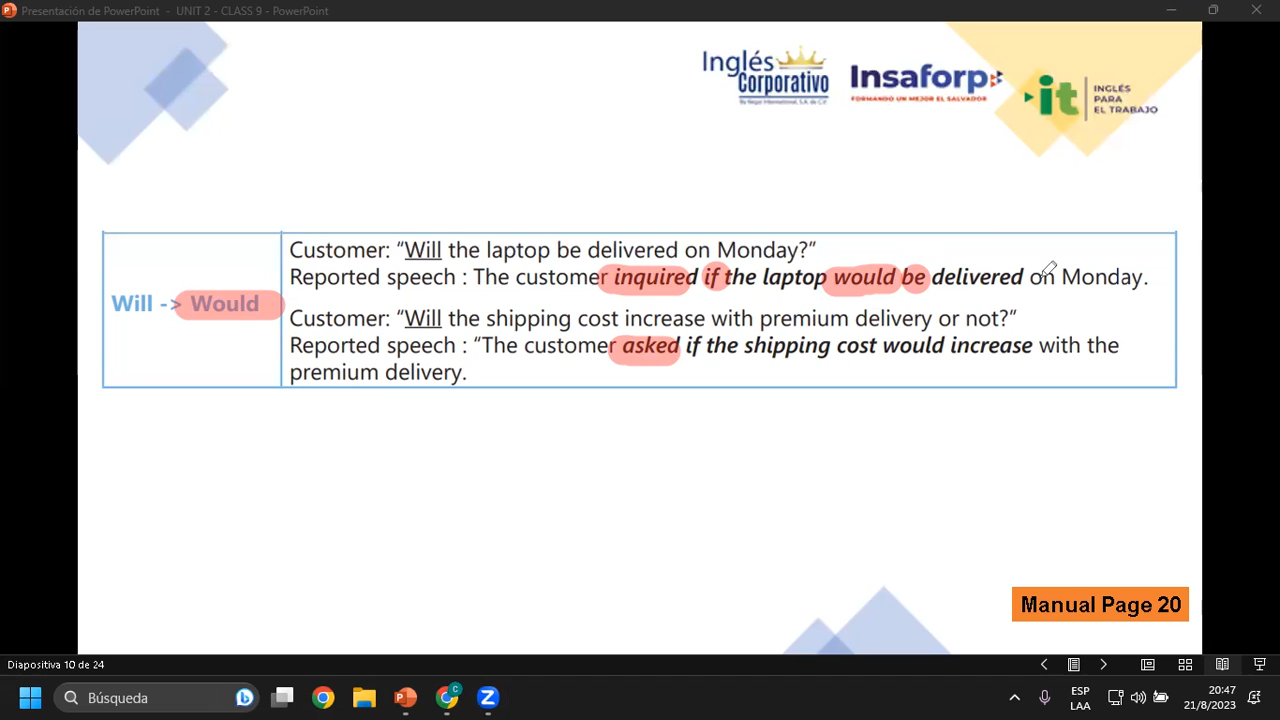 Presentación de PowerPoint - UNIT 2 - CLASS 9 - PowerPoint
Inglés
Corporativo
Insaforp
FORMANDO UN MEJOR EL SALVADOR
it
INGLÉS
PARA
EL TRABAJO
Will -> Would
Customer: “Will the laptop be delivered on Monday?”
Reported speech : The customer inquired if the laptop would be delivered on Monday.
Customer: “Will the shipping cost increase with premium delivery or not?”
Reported speech : “The customer asked if the shipping cost would increase with the
premium delivery.
Manual Page 20
Diapositiva 10 de 24
Búsqueda
ESP
LAA
20:47
21/8/2023